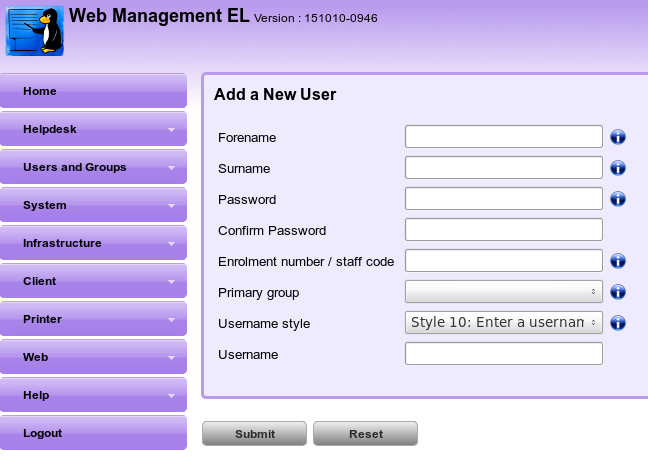 Web Management EL Version : 151010-0946
Home
Helpdesk
Users and Groups
System
Infrastructure
Client
Printer
Web
Help
Logout
Add a New User
Forename
Surname
Password
Confirm Password
Enrolment number / staff code
Primary group
Username style Style 10: Enter a usernam
Username
Submit Reset